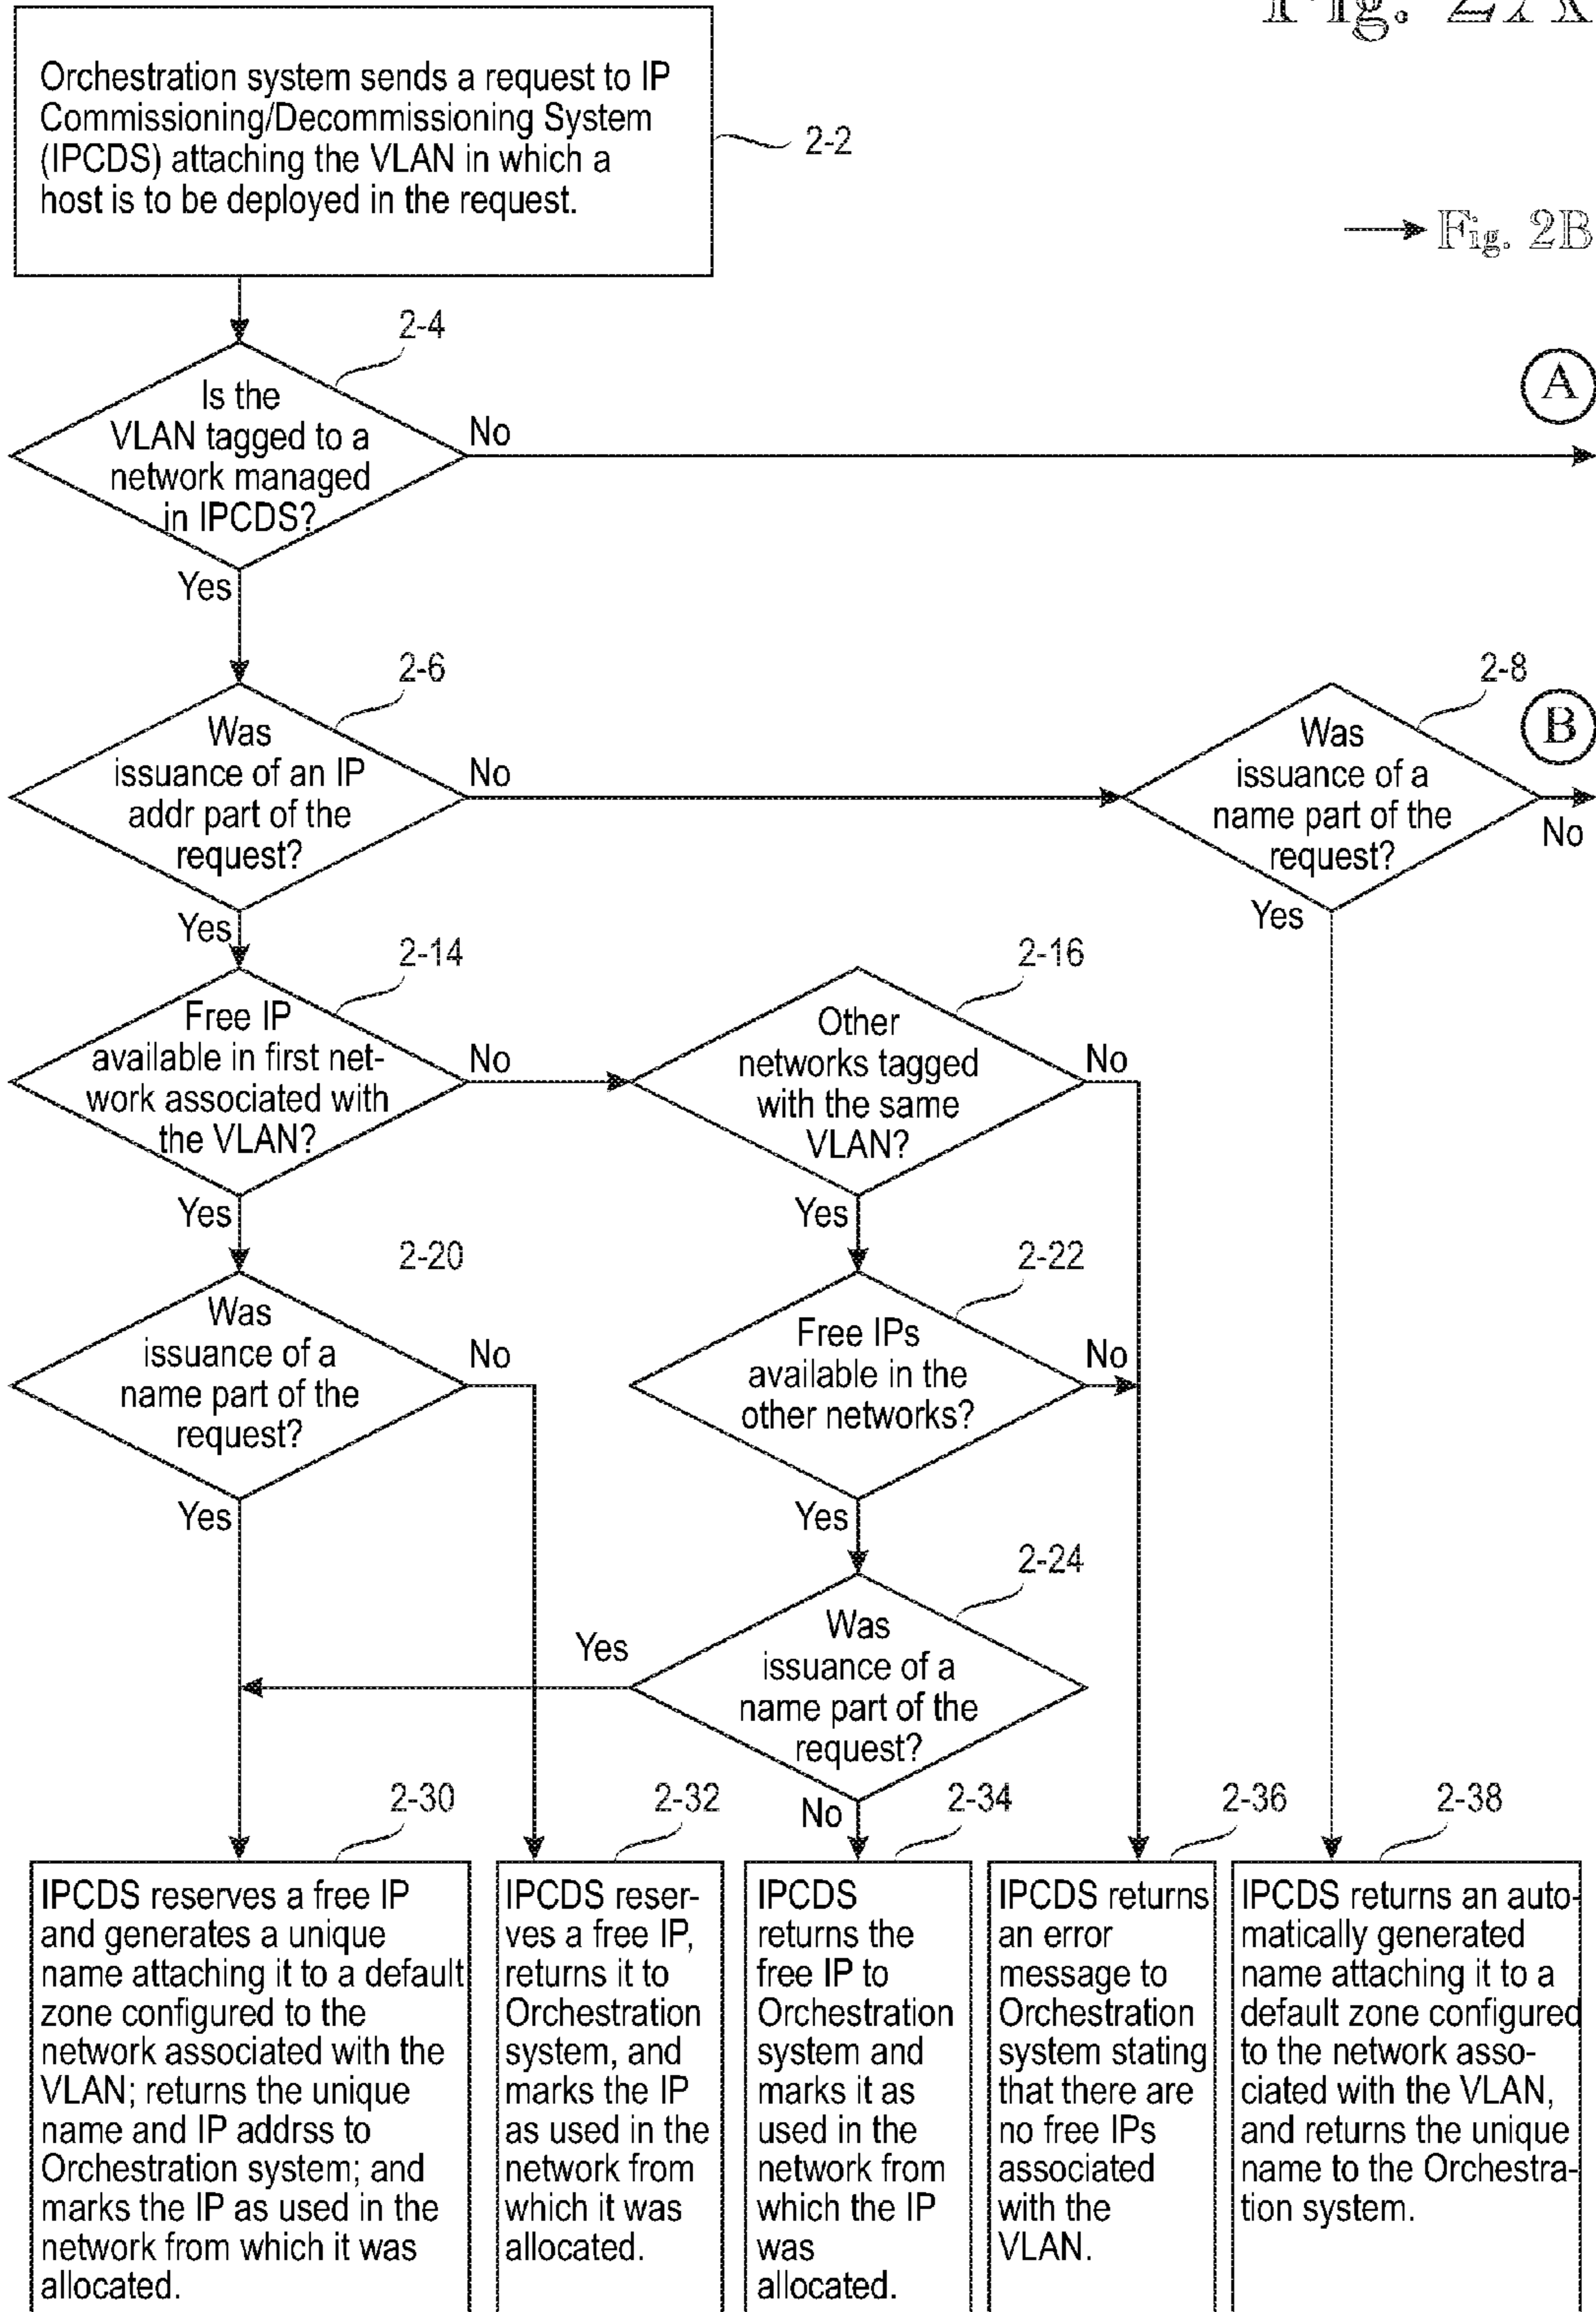 Fig. 2A
Orchestration system sends a request to IP
Commissioning/Decommissioning System
(IPCDS) attaching the VLAN in which a
host is to be deployed in the request.
2-2
Fig. 2B
2-4
Is the
VLAN tagged to a
network managed
in IPCDS?
No
A
Yes
2-6
Was
issuance of an IP
addr part of the
request?
No
2-8
Was
issuance of a
name part of the
request?
B
No
Yes
Yes
2-14
Free IP
available in first net-
work associated with
the VLAN?
No
2-16
Other
networks tagged
with the same
VLAN?
No
Yes
Yes
2-20
Was
issuance of a
name part of the
request?
No
2-22
Free IPs
available in the
other networks?
No
Yes
Yes
2-24
Was
issuance of a
name part of the
request?
Yes
No
2-30
IPCDS reserves a free IP
and generates a unique
name attaching it to a default
zone configured to the
network associated with the
VLAN; returns the unique
name and IP addrss to
Orchestration system; and
marks the IP as used in the
network from which it was
allocated.
2-32
IPCDS reser-
ves a free IP,
returns it to
Orchestration
system, and
marks the IP
as used in the
network from
which it was
allocated.
2-34
IPCDS
returns the
free IP to
Orchestration
system and
marks it as
used in the
network from
which the IP
was
allocated.
2-36
IPCDS returns
an error
message to
Orchestration
system stating
that there are
no free IPs
associated
with the
VLAN.
2-38
IPCDS returns an auto-
matically generated
name attaching it to a
default zone configured
to the network asso-
ciated with the VLAN,
and returns the unique
name to the Orchestra-
tion system.